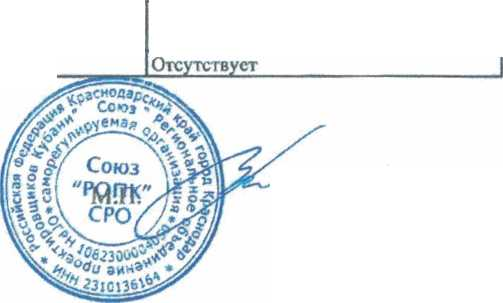 Отсутствует
Российская Федерация Краснодарский край город Краснодар
Союз "Региональное объединение проектировщиков Кубани"
* саморегулируемая организация *
ОГРН 1062300004050
* ИНН 2310136164 *
Союз
"РОПК"
СРО
М.П.